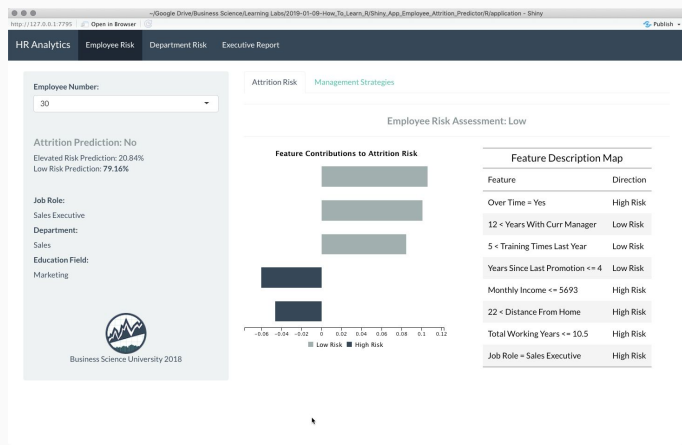 ~/Google Drive/Business Science/Learning Labs/2019-01-09-How_To_Learn_R/Shiny_App_Employee_Attrition_Predictor/R/application - Shiny
http://127.0.0.1:7795 Open in Browser Publish
HR Analytics Employee Risk Department Risk Executive Report
Employee Number:
30
Attrition Prediction: No
Elevated Risk Prediction: 20.84%
Low Risk Prediction: 79.16%
Job Role:
Sales Executive
Department:
Sales
Education Field:
Marketing
Business Science University 2018
Attrition Risk Management Strategies
Employee Risk Assessment: Low
Feature Contributions to Attrition Risk
-0.06 -0.04 -0.02 0 0.02 0.04 0.06 0.08 0.1 0.12
Low Risk High Risk
Feature Description Map
Feature Direction
Over Time = Yes High Risk
12 < Years With Curr Manager Low Risk
5 < Training Times Last Year Low Risk
Years Since Last Promotion <= 4 Low Risk
Monthly Income <= 5693 High Risk
22 < Distance From Home High Risk
Total Working Years <= 10.5 High Risk
Job Role = Sales Executive High Risk